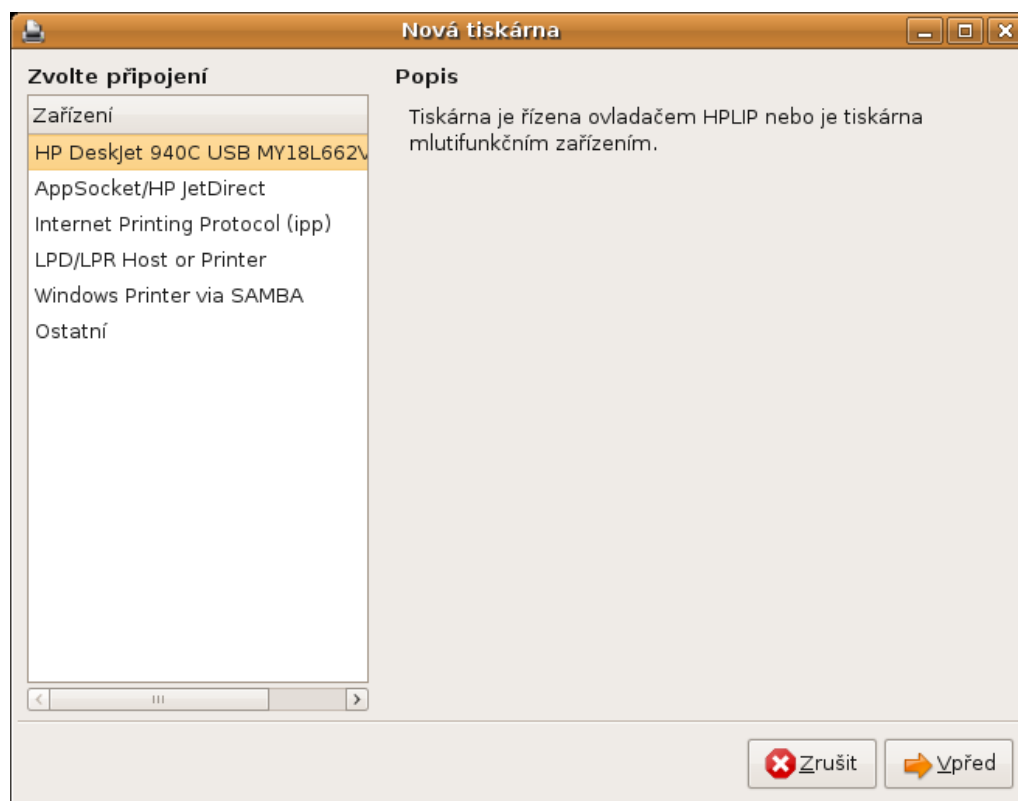 Nová tiskárna
Zvolte připojení
Zařízení
HP DeskJet 940C USB MY18L662V
AppSocket/HP JetDirect
Internet Printing Protocol (ipp)
LPD/LPR Host or Printer
Windows Printer via SAMBA
Ostatní
Popis
Tiskárna je řízena ovladačem HPLIP nebo je tiskárna
mlutifunkčním zařízením.
Zrušit
Vpřed